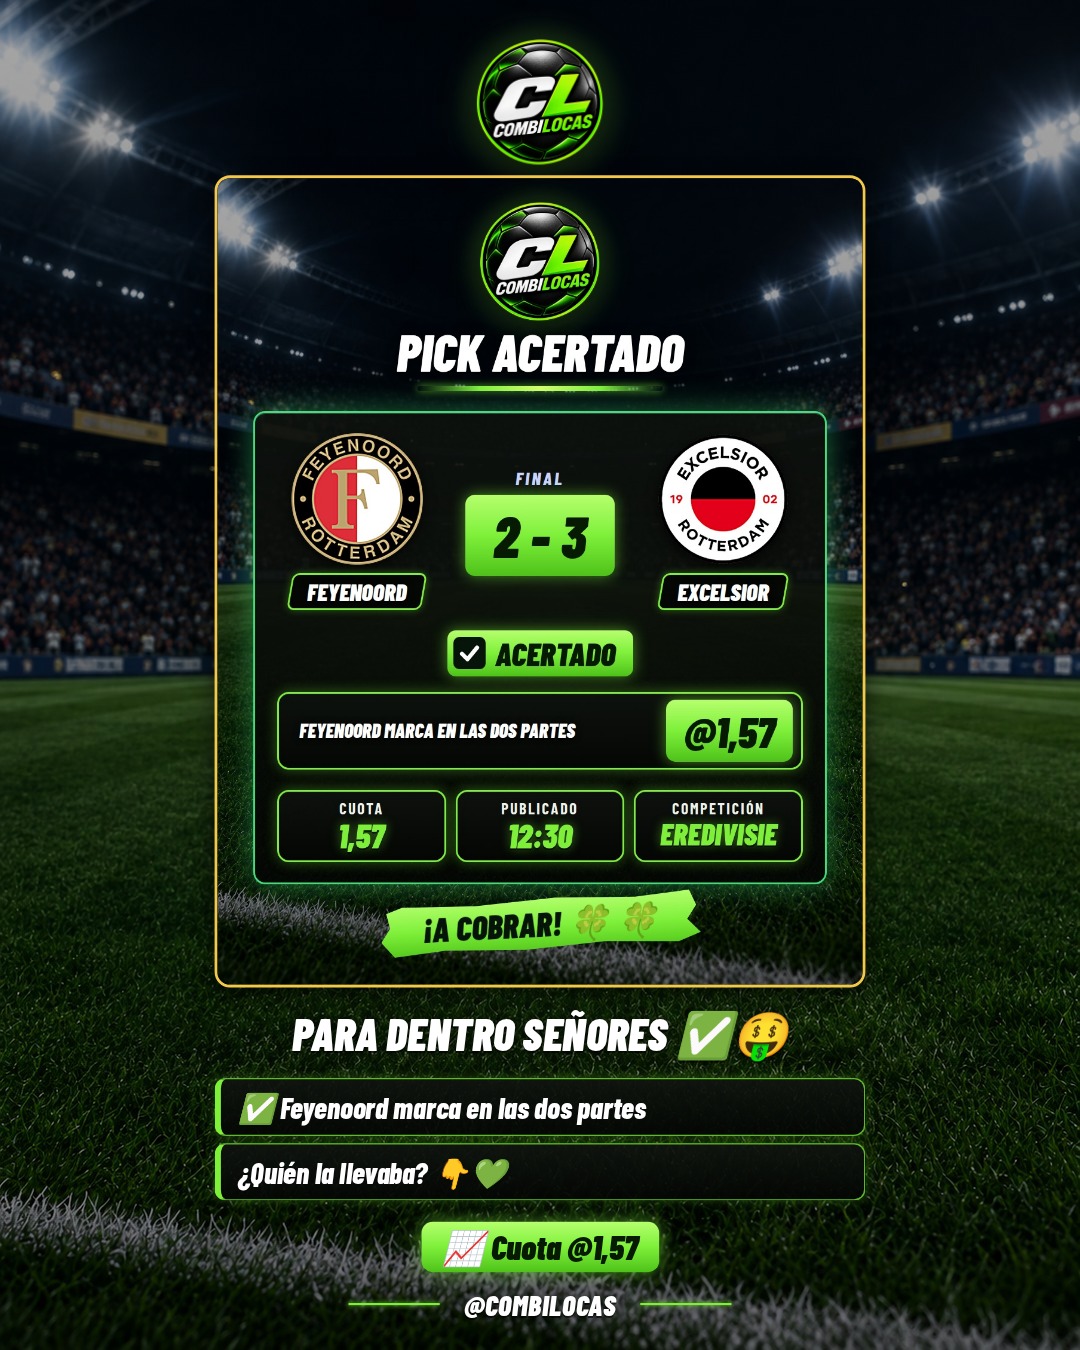 CL
COMBILOCAS
CL
COMBILOCAS
PICK ACERTADO
FEYENOORD
ROTTERDAM
F
FINAL
2 - 3
EXCELSIOR
19 02
ROTTERDAM
FEYENOORD
EXCELSIOR
ACERTADO
FEYENOORD MARCA EN LAS DOS PARTES
@1,57
CUOTA
1,57
PUBLICADO
12:30
COMPETICIÓN
EREDIVISIE
¡A COBRAR! 🍀 🍀
PARA DENTRO SEÑORES ✅🤑
✅ Feyenoord marca en las dos partes
¿Quién la llevaba? 👇💚
📈 Cuota @1,57
@COMBILOCAS